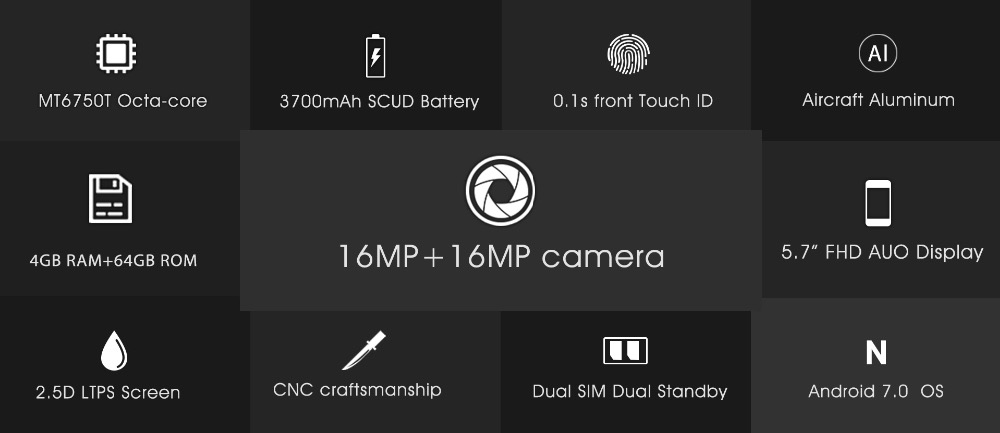 MT6750T Octa-core
3700mAh SCUD Battery
0.1s front Touch ID
AI
Aircraft Aluminum
4GB RAM+64GB ROM
16MP+16MP camera
5.7" FHD AUO Display
2.5D LTPS Screen
CNC craftsmanship
Dual SIM Dual Standby
N
Android 7.0 OS